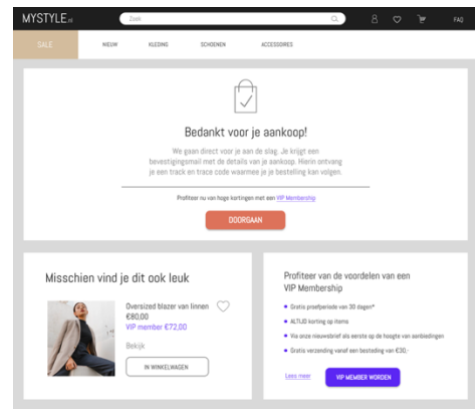 MYSTYLE.nl
Zoek
FAQ
SALE
NIEUW
KLEDING
SCHOENEN
ACCESSOIRES
Bedankt voor je aankoop!
We gaan direct voor je aan de slag. Je krijgt een
bevestigingsmail met de details van je aankoop. Hierin ontvang
je een track en trace code waarmee je je bestelling kan volgen.
Profiteer nu van hoge kortingen met een VIP Membership
DOORGAAN
Misschien vind je dit ook leuk
Oversized blazer van linnen
€80,00
VIP member €72,00
Bekijk
IN WINKELWAGEN
Profiteer van de voordelen van een
VIP Membership
Gratis proefperiode van 30 dagen*
ALTIJD korting op items
Via onze nieuwsbrief als eerste op de hoogte van aanbiedingen
Gratis verzending vanaf een besteding van €30,-
Lees meer
VIP MEMBER WORDEN